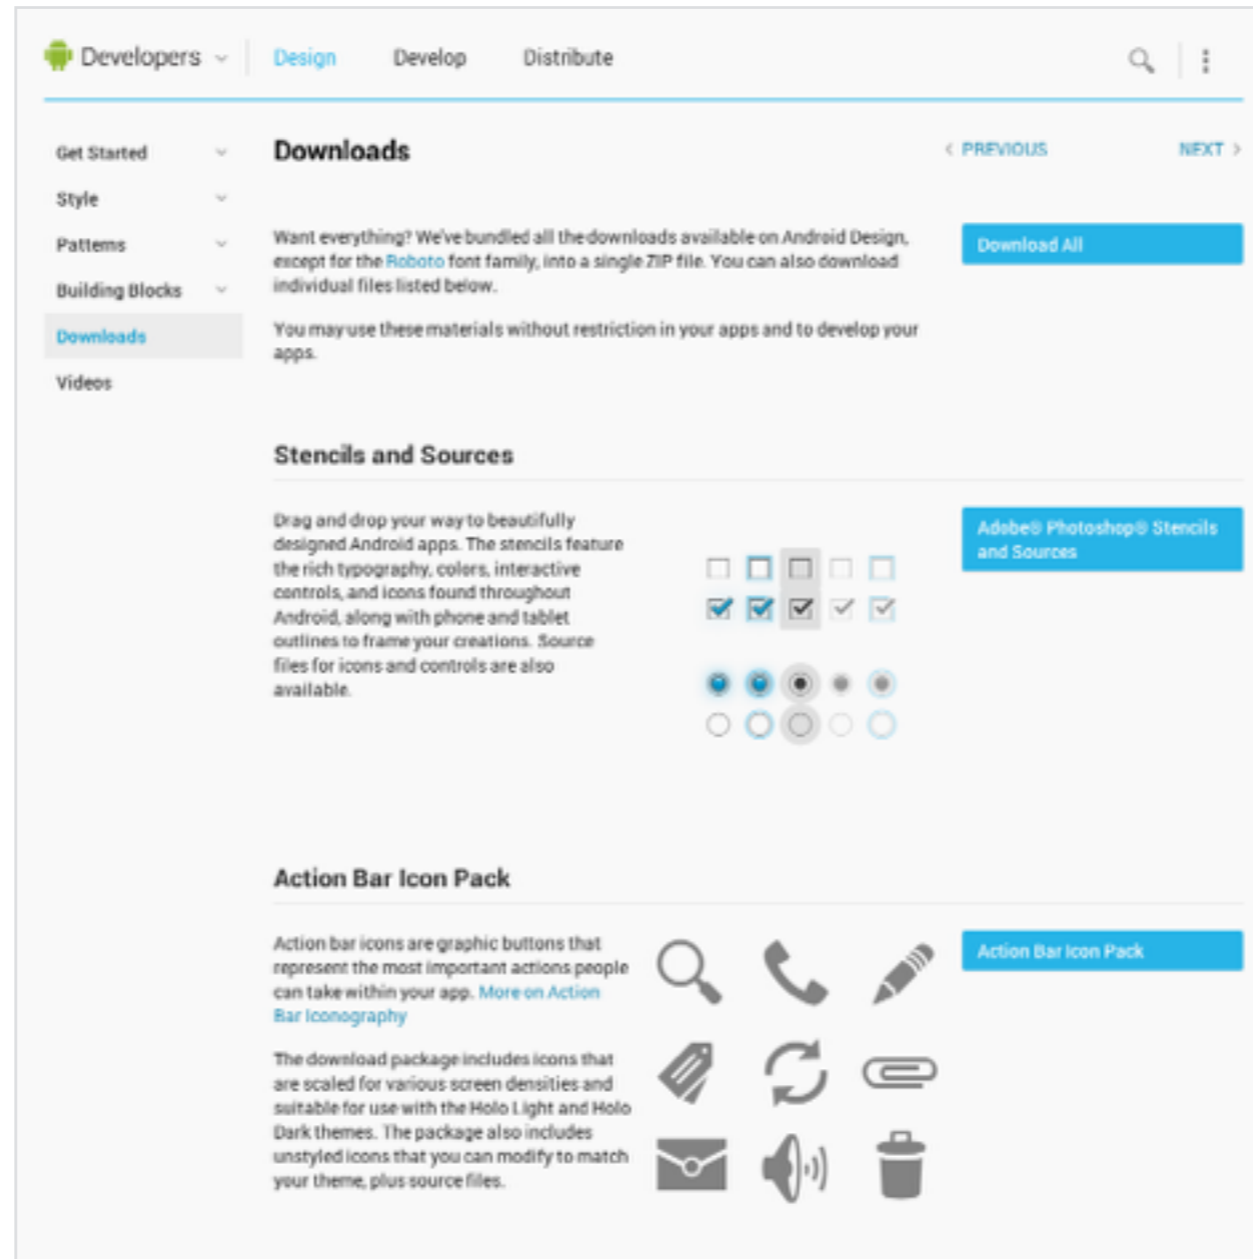 Developers
Design
Develop
Distribute
Get Started
Style
Patterns
Building Blocks
Downloads
Videos
Downloads
PREVIOUS
NEXT
Want everything? We've bundled all the downloads available on Android Design,
except for the Roboto font family, into a single ZIP file. You can also download
individual files listed below.
You may use these materials without restriction in your apps and to develop your
apps.
Download All
Stencils and Sources
Drag and drop your way to beautifully
designed Android apps. The stencils feature
the rich typography, colors, interactive
controls, and icons found throughout
Android, along with phone and tablet
outlines to frame your creations. Source
files for icons and controls are also
available.
Adobe® Photoshop® Stencils
and Sources
Action Bar Icon Pack
Action bar icons are graphic buttons that
represent the most important actions people
can take within your app. More on Action
Bar Iconography
The download package includes icons that
are scaled for various screen densities and
suitable for use with the Holo Light and Holo
Dark themes. The package also includes
unstyled icons that you can modify to match
your theme, plus source files.
Action Bar Icon Pack